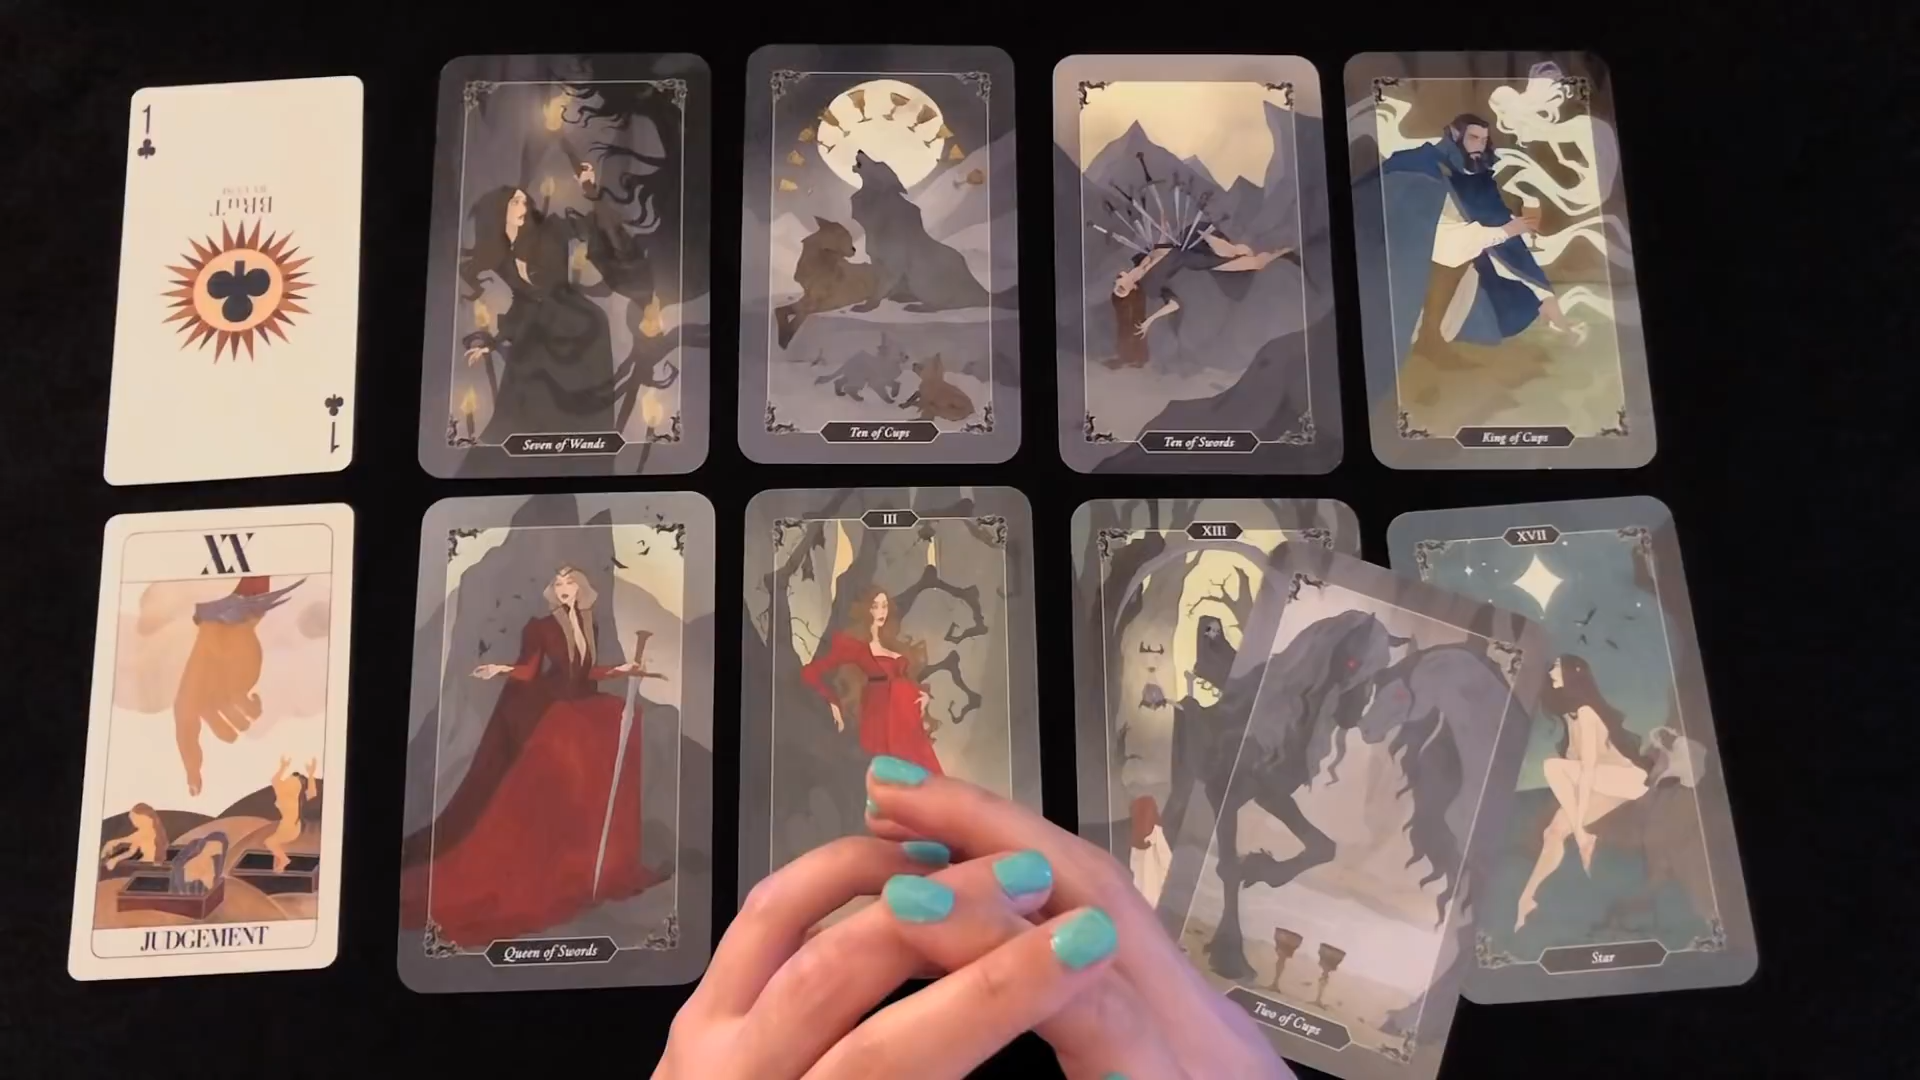 1
BRUT
1
Seven of Wands
Ten of Cups
Ten of Swords
King of Cups
XX
JUDGEMENT
Queen of Swords
III
XIII
XVII
Two of Cups
Star